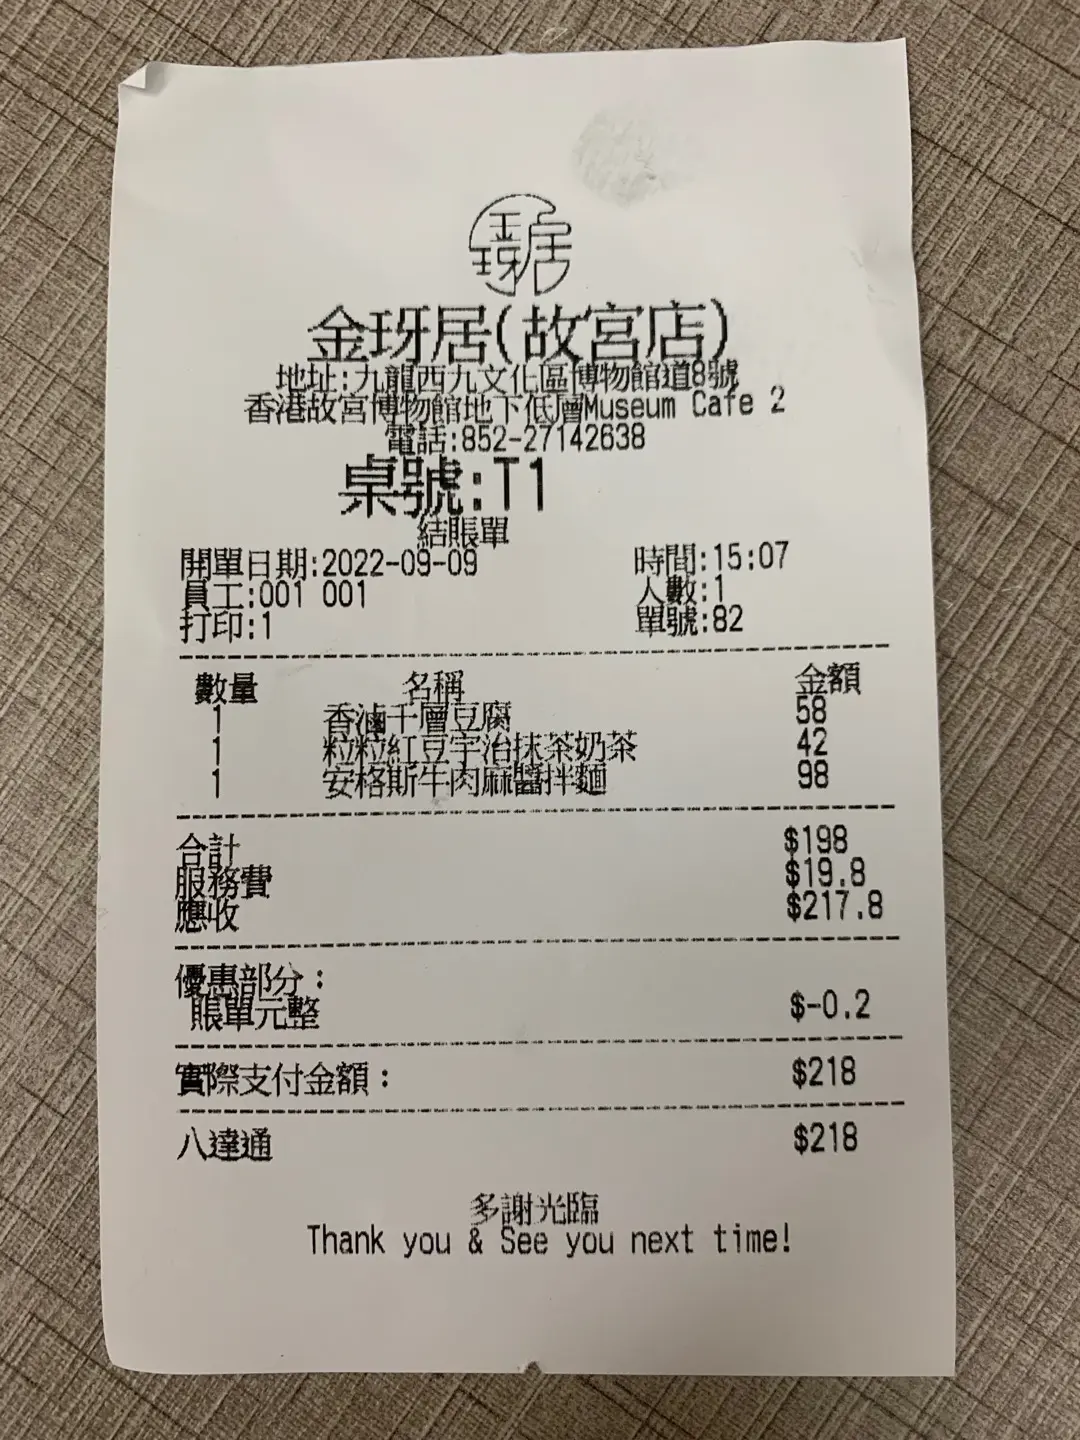 金玡居
金玡居(故宮店)
地址:九龍西九文化區博物館道8號
香港故宮博物館地下低層Museum Cafe 2
電話:852-27142638
桌號:T1
結賬單
開單日期:2022-09-09 時間:15:07
員工:001 001 人數:1
打印:1 單號:82
數量 名稱 金額
1 香滷千層豆腐 58
1 粒粒紅豆宇治抹茶奶茶 42
1 安格斯牛肉麻醬拌麵 98
合計 $198
服務費 $19.8
應收 $217.8
優惠部分:
賬單元整 $-0.2
實際支付金額: $218
八達通 $218
多謝光臨
Thank you & See you next time!